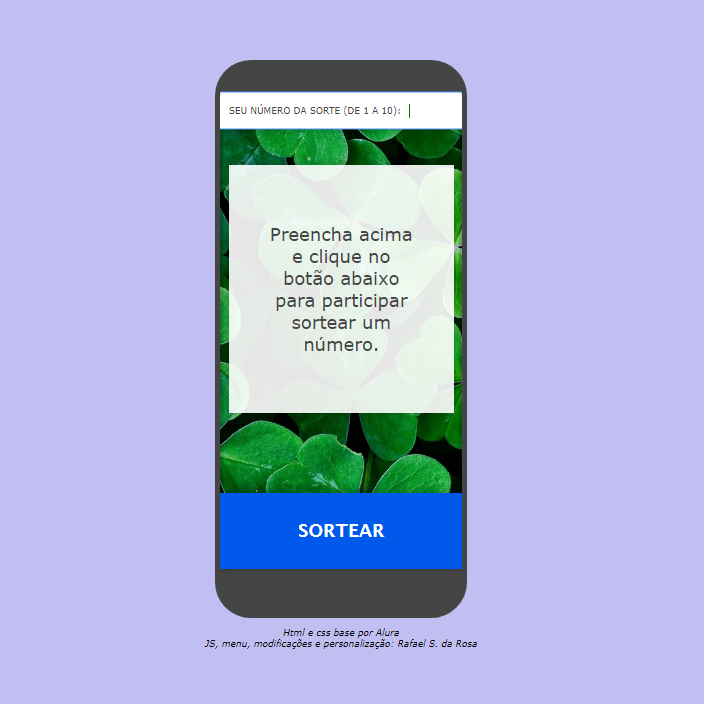 SEU NÚMERO DA SORTE (DE 1 A 10):
Preencha acima
e clique no
botão abaixo
para participar
sortear um
número.
SORTEAR
Html e css base por Alura
JS, menu, modificações e personalização: Rafael S. da Rosa